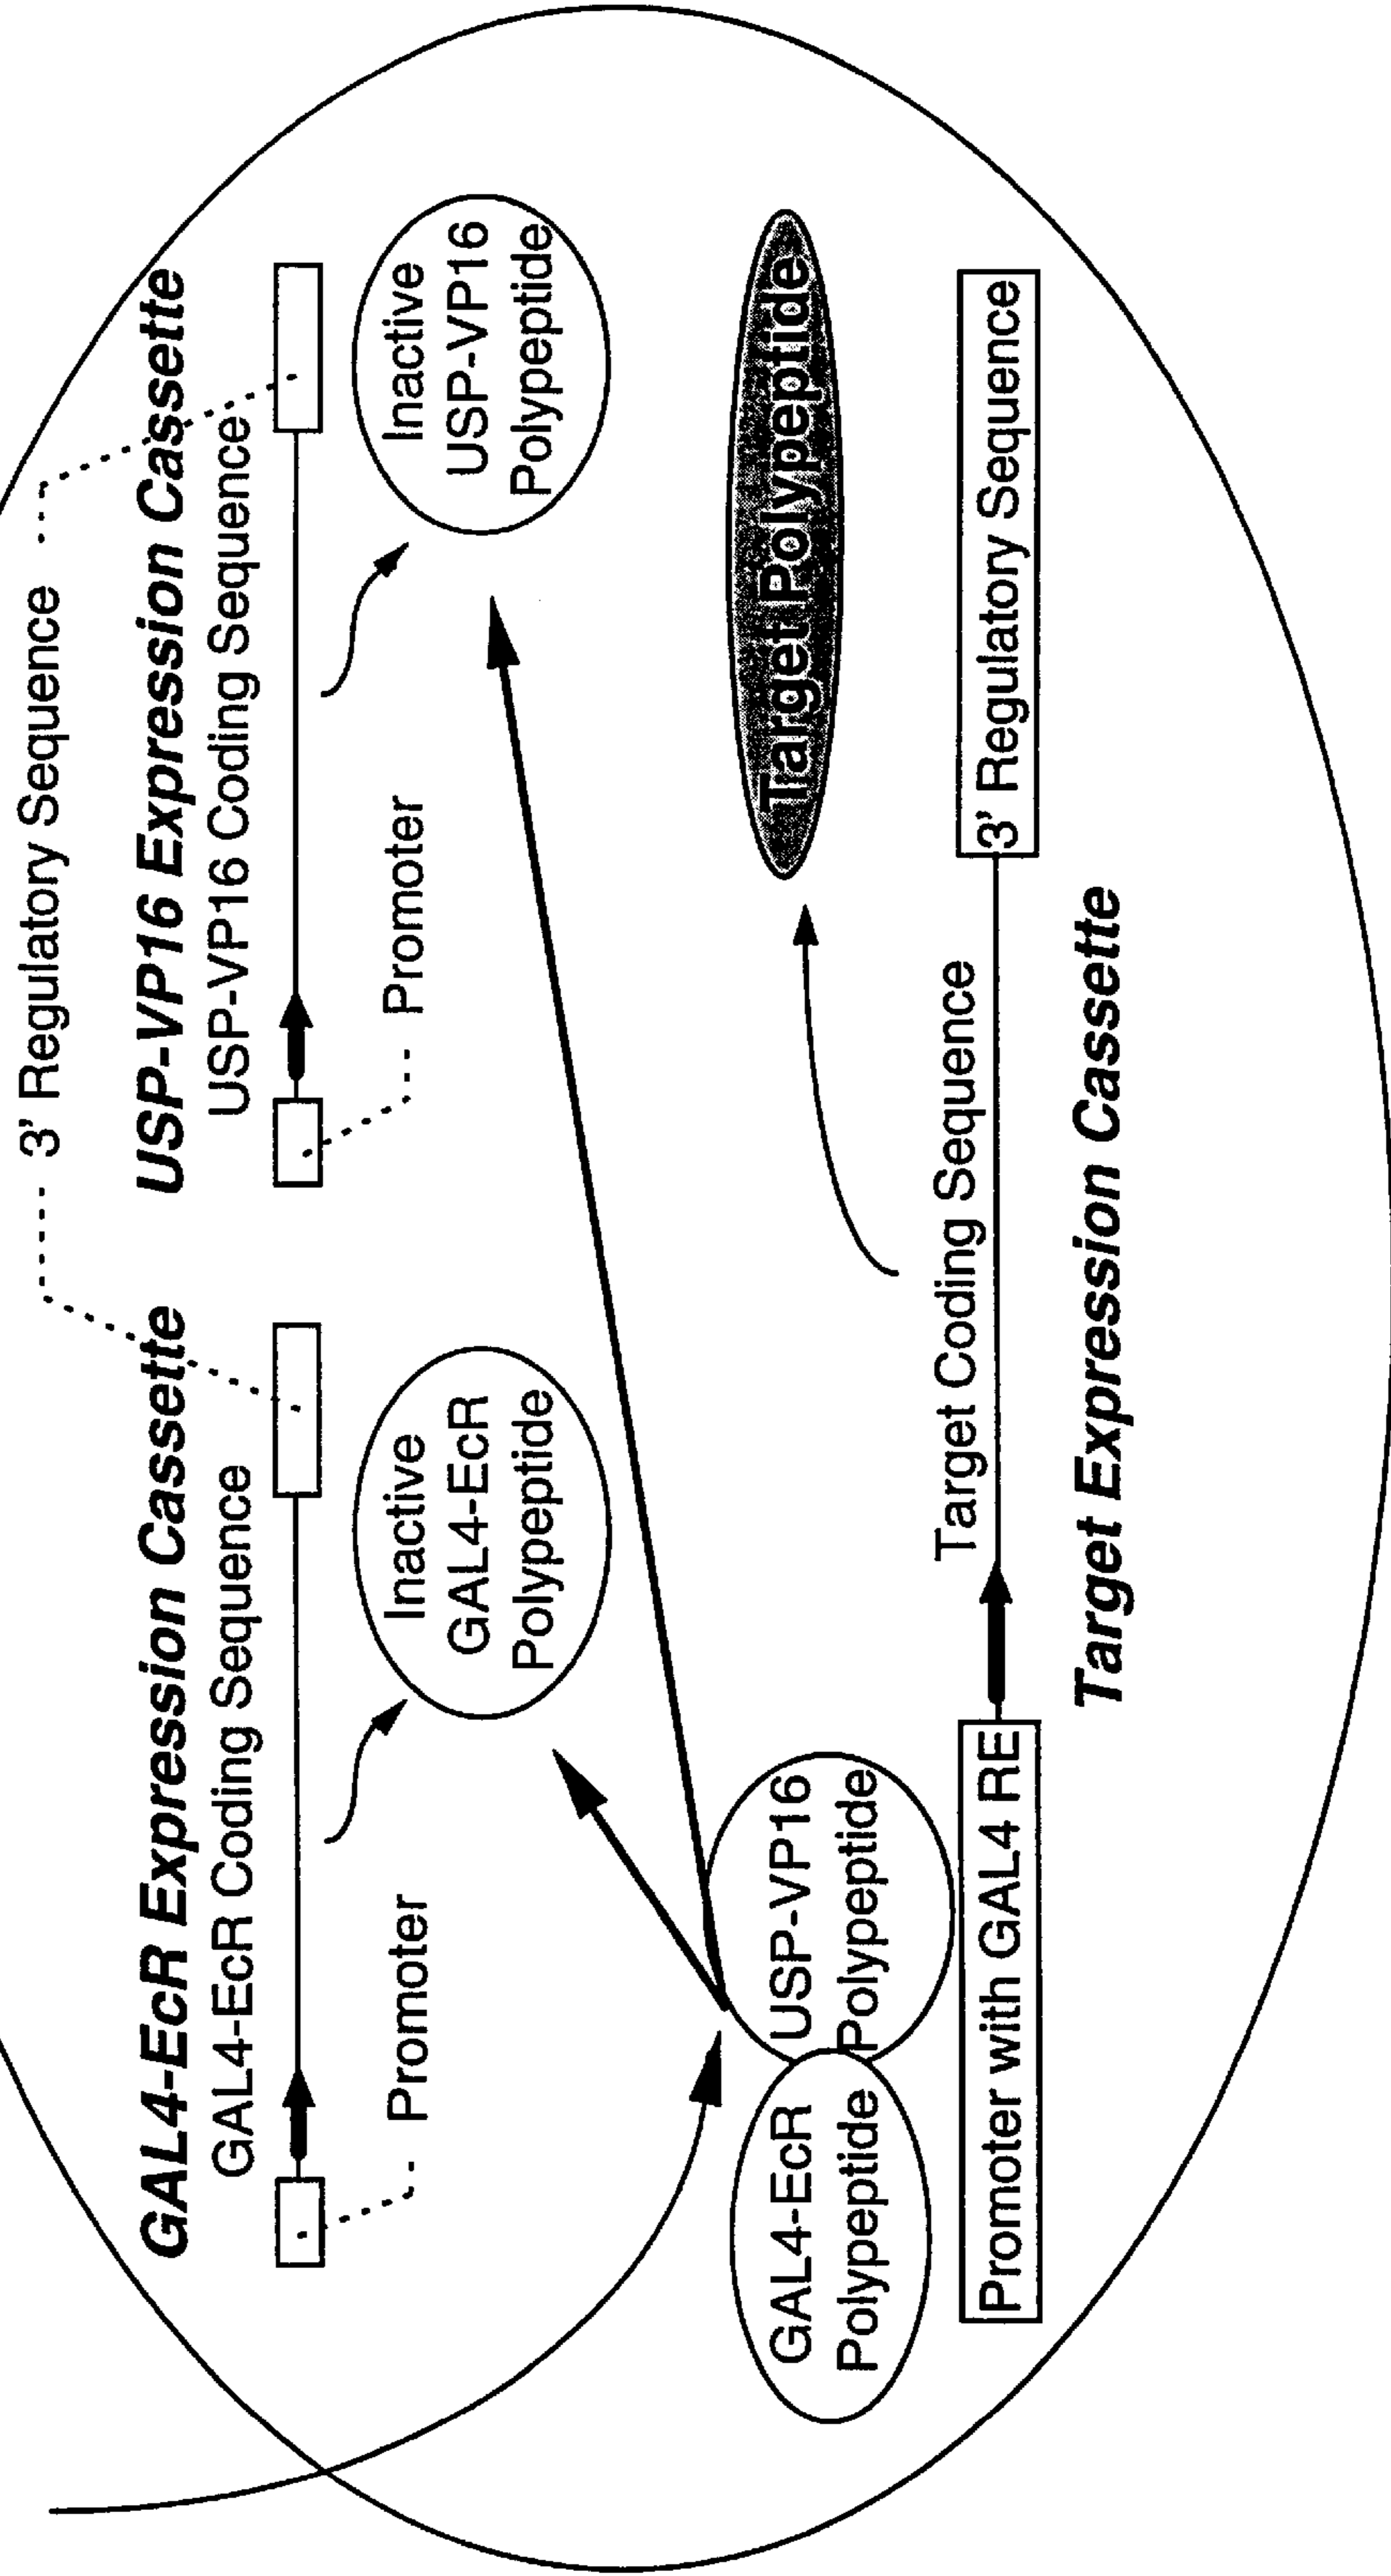 3' Regulatory Sequence
GAL4-EcR Expression Cassette
USP-VP16 Expression Cassette
GAL4-EcR Coding Sequence
USP-VP16 Coding Sequence
Promoter
Inactive
GAL4-EcR
Polypeptide
Promoter
Inactive
USP-VP16
Polypeptide
GAL4-EcR
Polypeptide
USP-VP16
Polypeptide
Target Polypeptide
Target Coding Sequence
Promoter with GAL4 RE
3' Regulatory Sequence
Target Expression Cassette